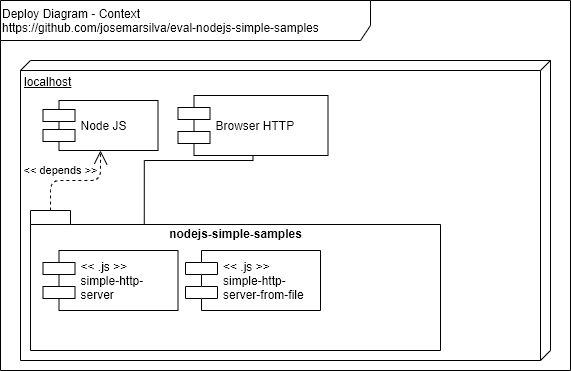 Deploy Diagram - Context
https://github.com/josemarsilva/eval-nodejs-simple-samples
localhost
Node JS
Browser HTTP
<< depends >>
nodejs-simple-samples
<< .js >>
simple-http-
server
<< .js >>
simple-http-
server-from-file